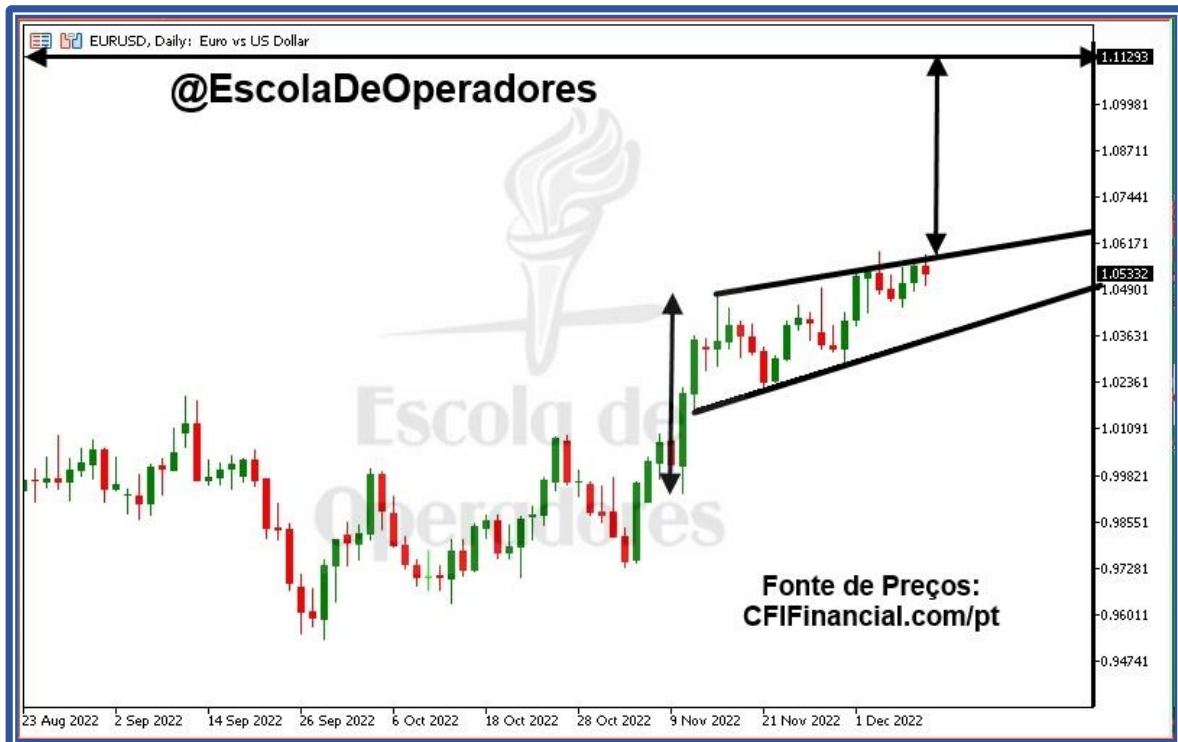 EURUSD, Daily: Euro vs US Dollar
1.11293
@EscolaDeOperadores
1.09981
1.08711
1.07441
1.06171
1.05332
1.04901
1.03631
1.02361
Escola de
1.01091
0.99821
Operadores
0.98551
0.97281
Fonte de Preços:
CFIFinancial.com/pt
0.96011
0.94741
23 Aug 2022 2 Sep 2022 14 Sep 2022 26 Sep 2022 6 Oct 2022 18 Oct 2022 28 Oct 2022 9 Nov 2022 21 Nov 2022 1 Dec 2022